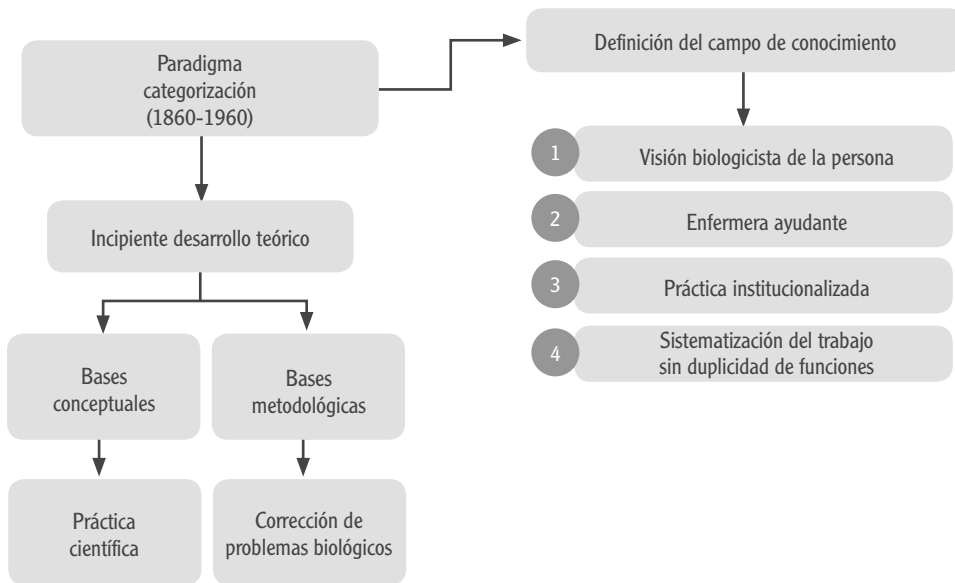 Paradigma
categorización
(1860-1960)
Definición del campo de conocimiento
1 Visión biologicista de la persona
2 Enfermera ayudante
3 Práctica institucionalizada
4 Sistematización del trabajo
sin duplicidad de funciones
Incipiente desarrollo teórico
Bases
conceptuales
Bases
metodológicas
Práctica
científica
Corrección de
problemas biológicos